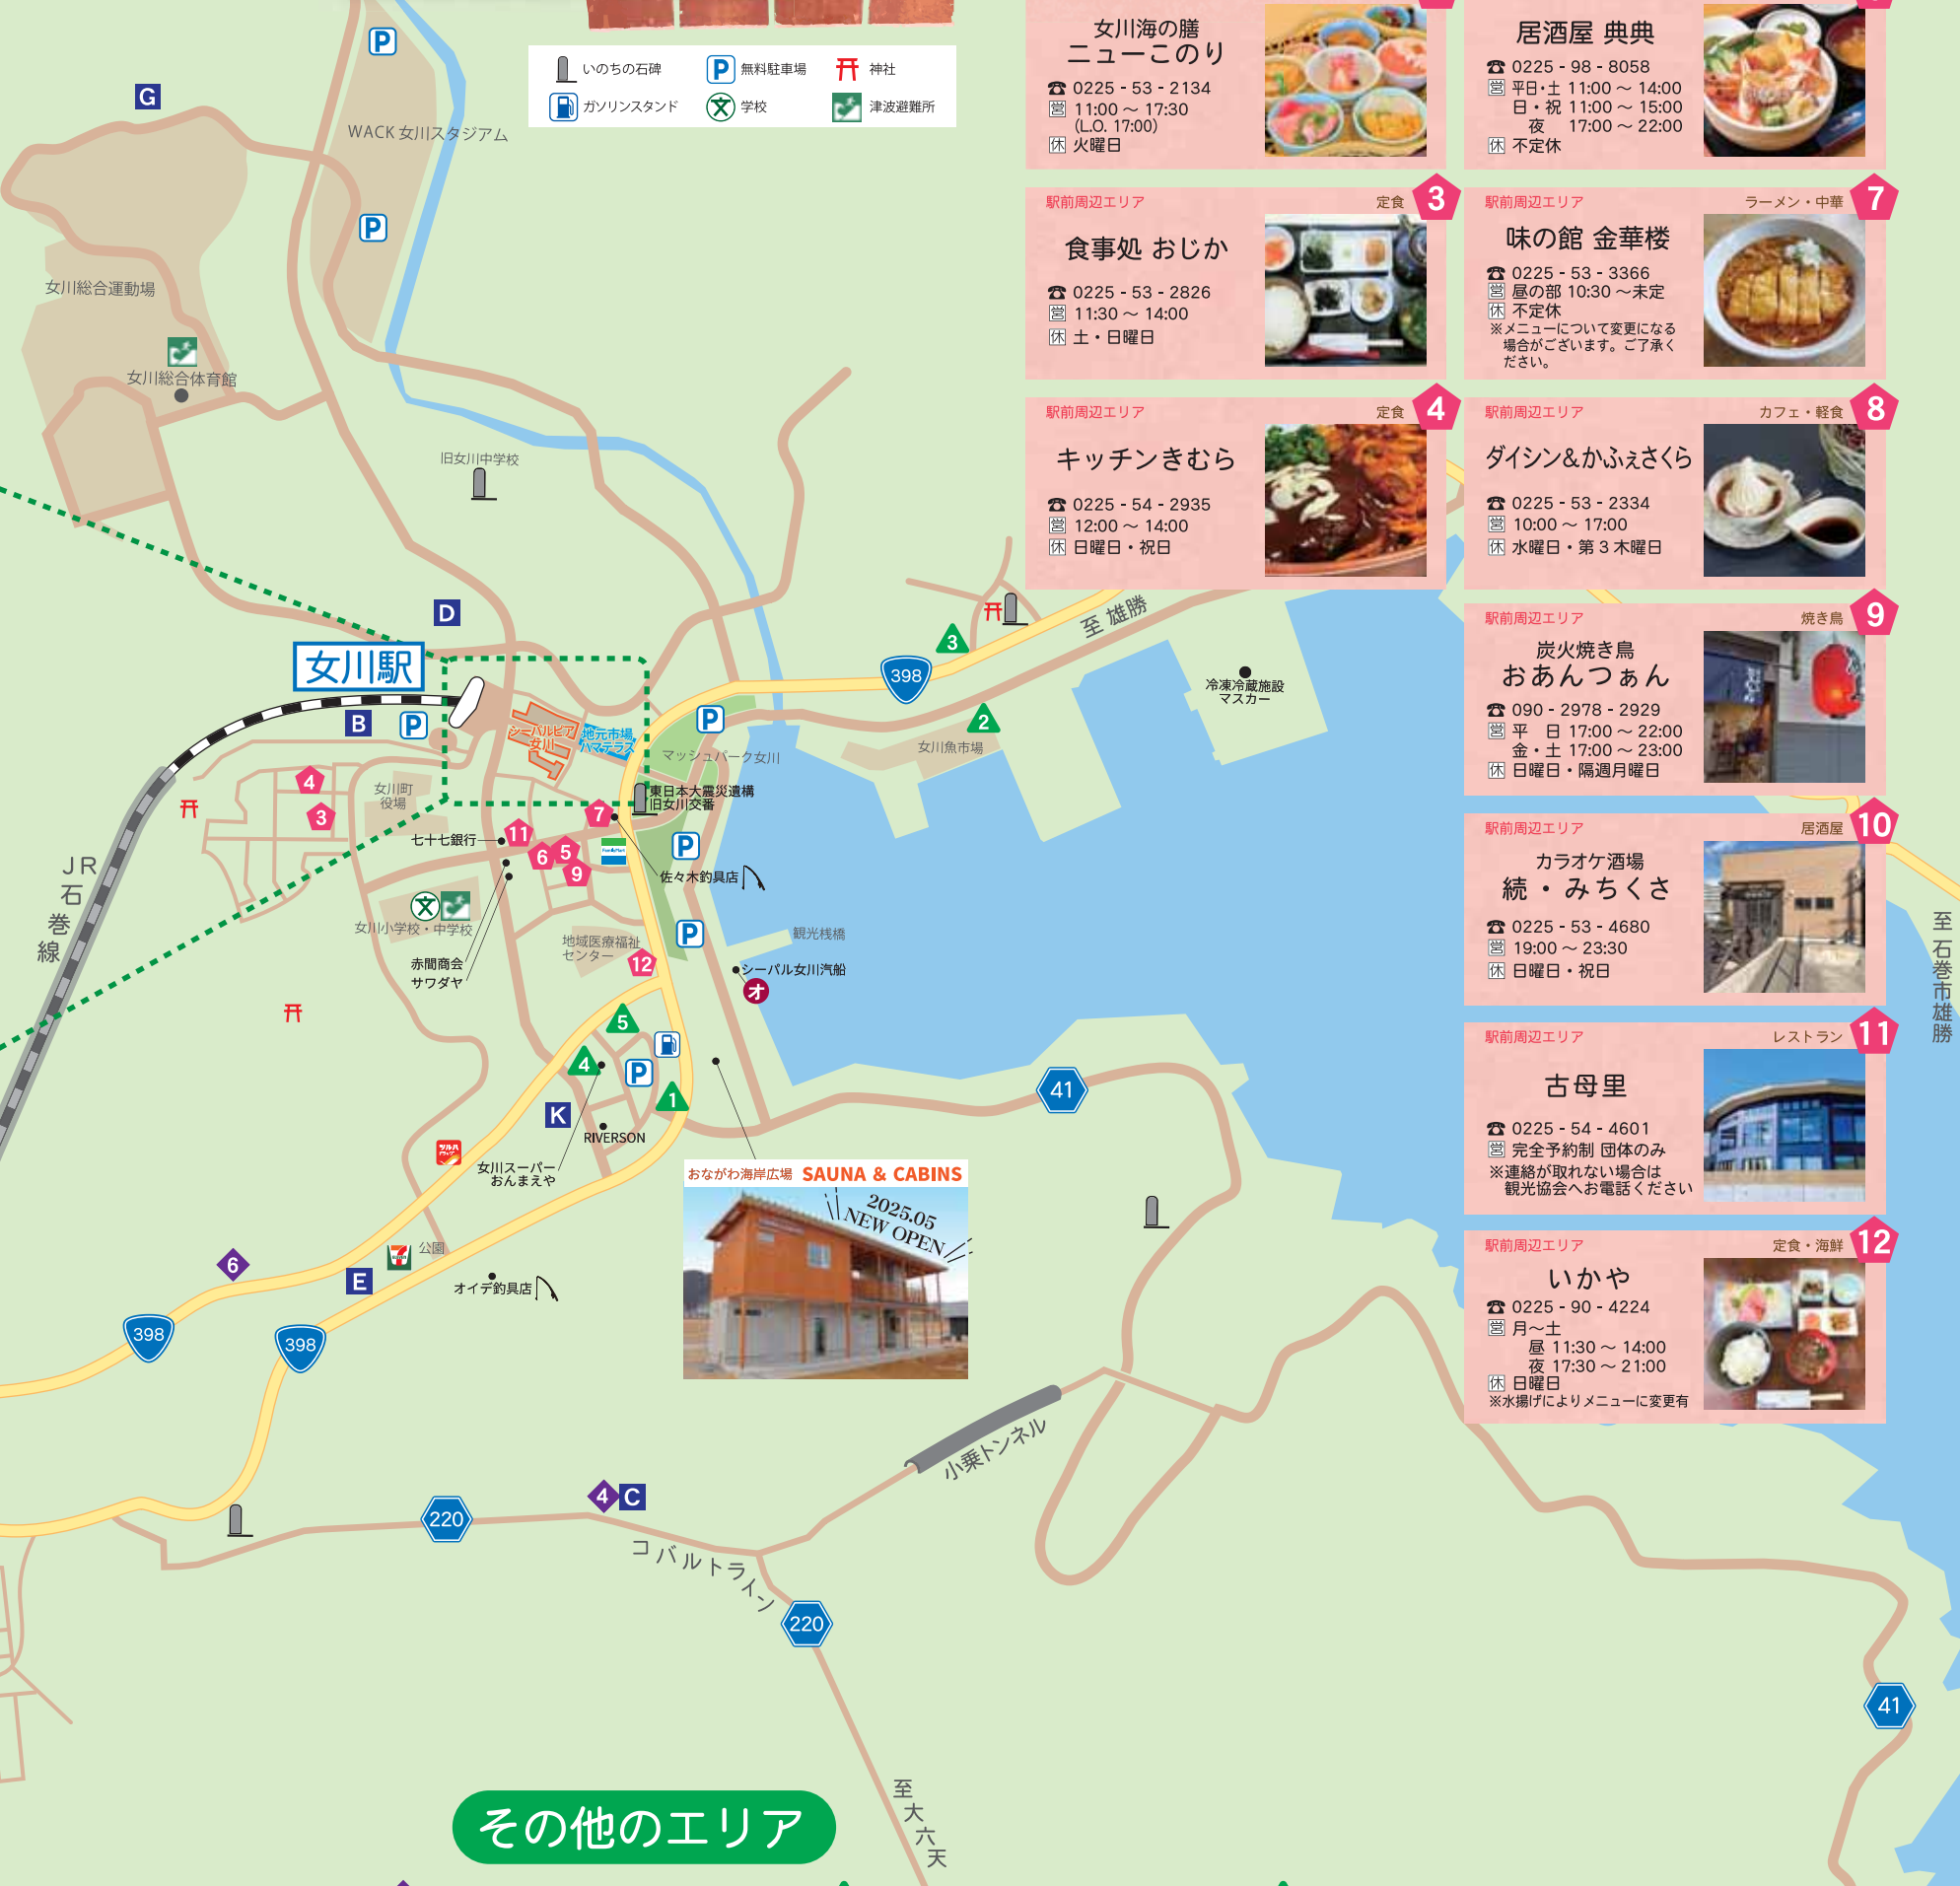 いのちの石碑
P 無料駐車場
神社
ガソリンスタンド
文 学校
津波避難所
P
G
WACK 女川スタジアム
P
女川総合運動場
女川総合体育館
旧女川中学校
D
女川駅
B
P
シーパルピア
女川
地元市場
ハマテラス
P
マッシュパーク女川
398
3
2
至 雄勝
女川魚市場
冷凍冷蔵施設
マスカー
4
3
女川町
役場
東日本大震災遺構
旧女川交番
7
七十七銀行
11
6
5
9
FamilyMart
P
佐々木釣具店
JR
石
巻
線
文
女川小学校・中学校
赤間商会
サワダヤ
地域医療福祉
センター
12
P
観光桟橋
シーパル女川汽船
オ
5
4
P
1
K
RIVERSON
女川スーパー
おんまえや
ツルハ
ドラッグ
41
おながわ海岸広場 SAUNA & CABINS
2025.05
NEW OPEN
公園
7
6
E
オイデ釣具店
398
398
小乗トンネル
4
C
220
コバルトライン
220
41
至
大
六
天
至
石
巻
市
雄
勝
その他のエリア
女川海の膳
ニューこのり
☎ 0225 - 53 - 2134
営 11:00 ～ 17:30
(L.O. 17:00)
休 火曜日
居酒屋 典典
☎ 0225 - 98 - 8058
営 平日・土 11:00 ～ 14:00
日・祝 11:00 ～ 15:00
夜 17:00 ～ 22:00
休 不定休
駅前周辺エリア 定食 3
食事処 おじか
☎ 0225 - 53 - 2826
営 11:30 ～ 14:00
休 土・日曜日
駅前周辺エリア ラーメン・中華 7
味の館 金華楼
☎ 0225 - 53 - 3366
営 昼の部 10:30 ～未定
休 不定休
※メニューについて変更になる
場合がございます。ご了承く
ださい。
駅前周辺エリア 定食 4
キッチンきむら
☎ 0225 - 54 - 2935
営 12:00 ～ 14:00
休 日曜日・祝日
駅前周辺エリア カフェ・軽食 8
ダイシン&かふぇさくら
☎ 0225 - 53 - 2334
営 10:00 ～ 17:00
休 水曜日・第 3 木曜日
駅前周辺エリア 焼き鳥 9
炭火焼き鳥
おあんつぁん
☎ 090 - 2978 - 2929
営 平　日 17:00 ～ 22:00
金・土 17:00 ～ 23:00
休 日曜日・隔週月曜日
駅前周辺エリア 居酒屋 10
カラオケ酒場
続・みちくさ
☎ 0225 - 53 - 4680
営 19:00 ～ 23:30
休 日曜日・祝日
駅前周辺エリア レストラン 11
古母里
☎ 0225 - 54 - 4601
営 完全予約制 団体のみ
※連絡が取れない場合は
観光協会へお電話ください
駅前周辺エリア 定食・海鮮 12
いかや
☎ 0225 - 90 - 4224
営 月～土
昼 11:30 ～ 14:00
夜 17:30 ～ 21:00
休 日曜日
※水揚げによりメニューに変更有